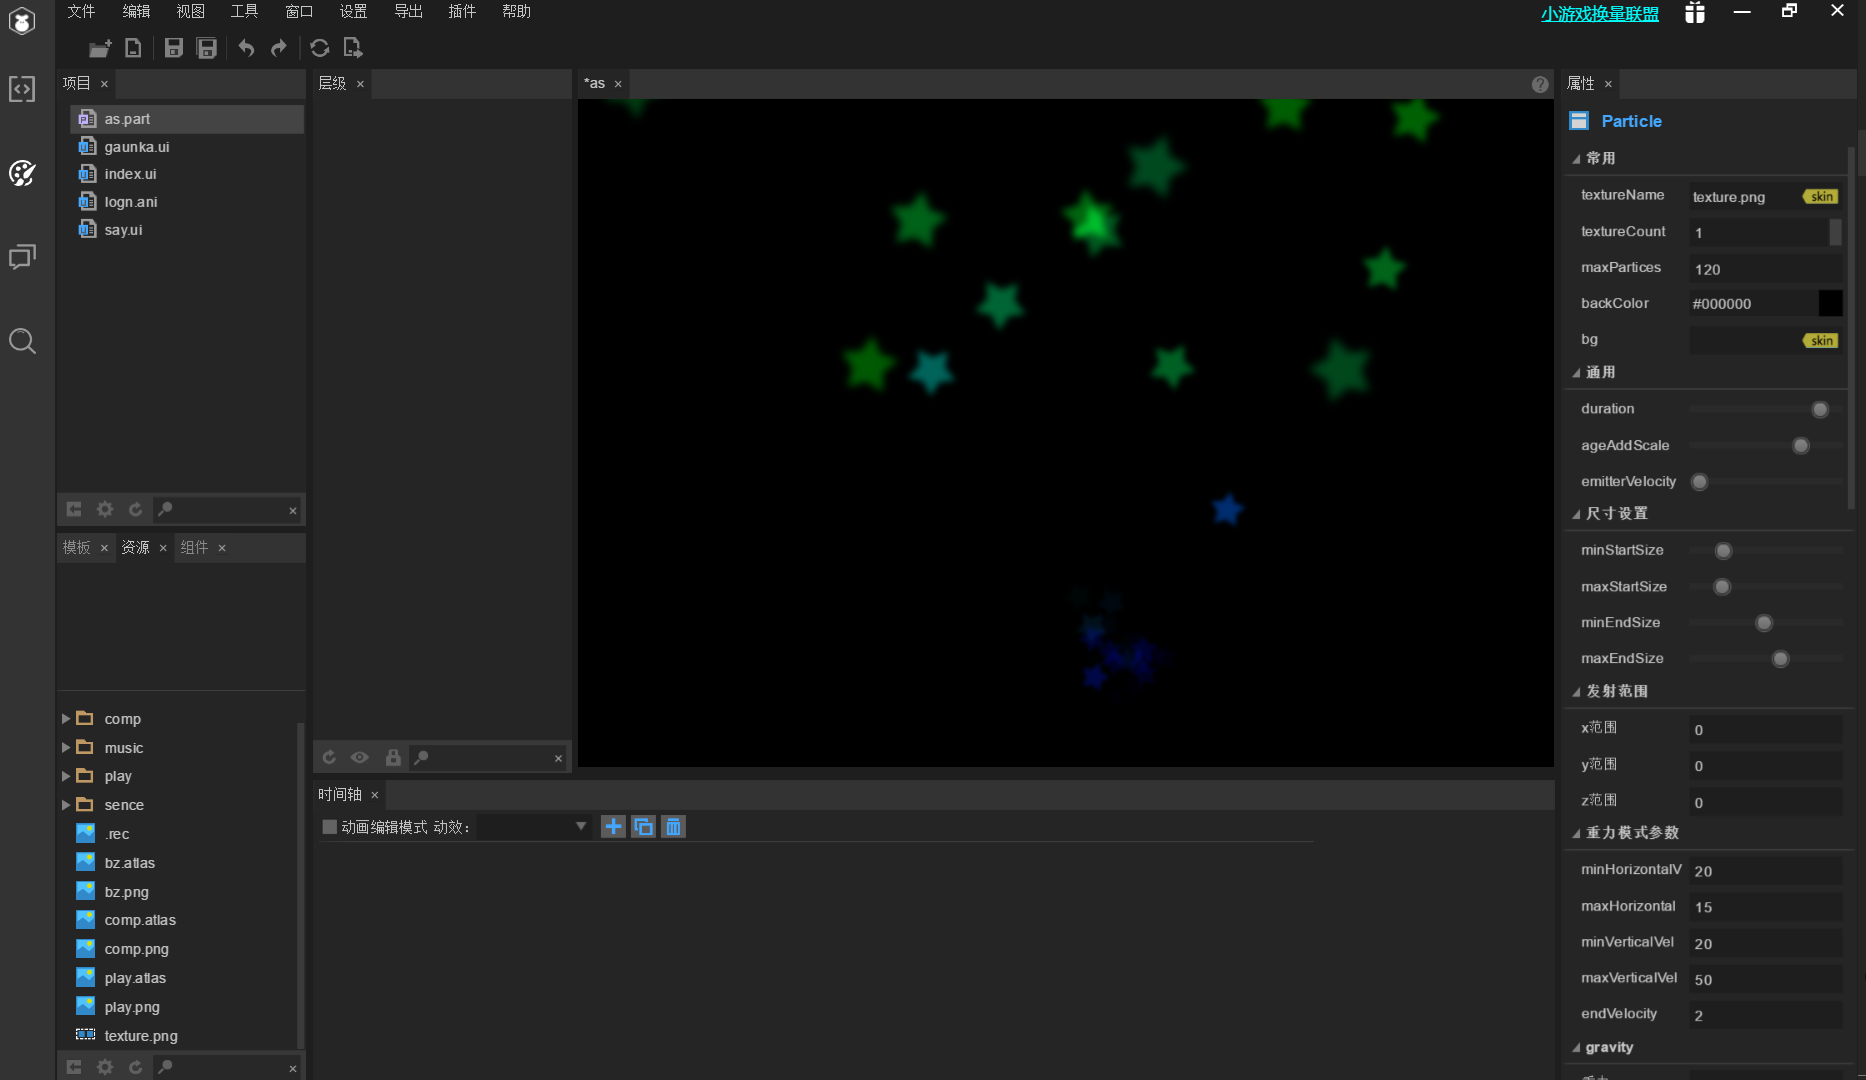 文件 编辑 视图 工具 窗口 设置 导出 插件 帮助
小游戏换量联盟
项目 ×
as.part
gaunka.ui
index.ui
logn.ani
say.ui
模板 × 资源 × 组件 ×
comp
music
play
sence
.rec
bz.atlas
bz.png
comp.atlas
comp.png
play.atlas
play.png
texture.png
层级 ×
*as ×
时间轴 ×
动画编辑模式 动效：
属性 ×
Particle
常用
textureName texture.png skin
textureCount 1
maxPartices 120
backColor #000000
bg skin
通用
duration
ageAddScale
emitterVelocity
尺寸设置
minStartSize
maxStartSize
minEndSize
maxEndSize
发射范围
x范围 0
y范围 0
z范围 0
重力模式参数
minHorizontalV 20
maxHorizontal 15
minVerticalVel 20
maxVerticalVel 50
endVelocity 2
gravity